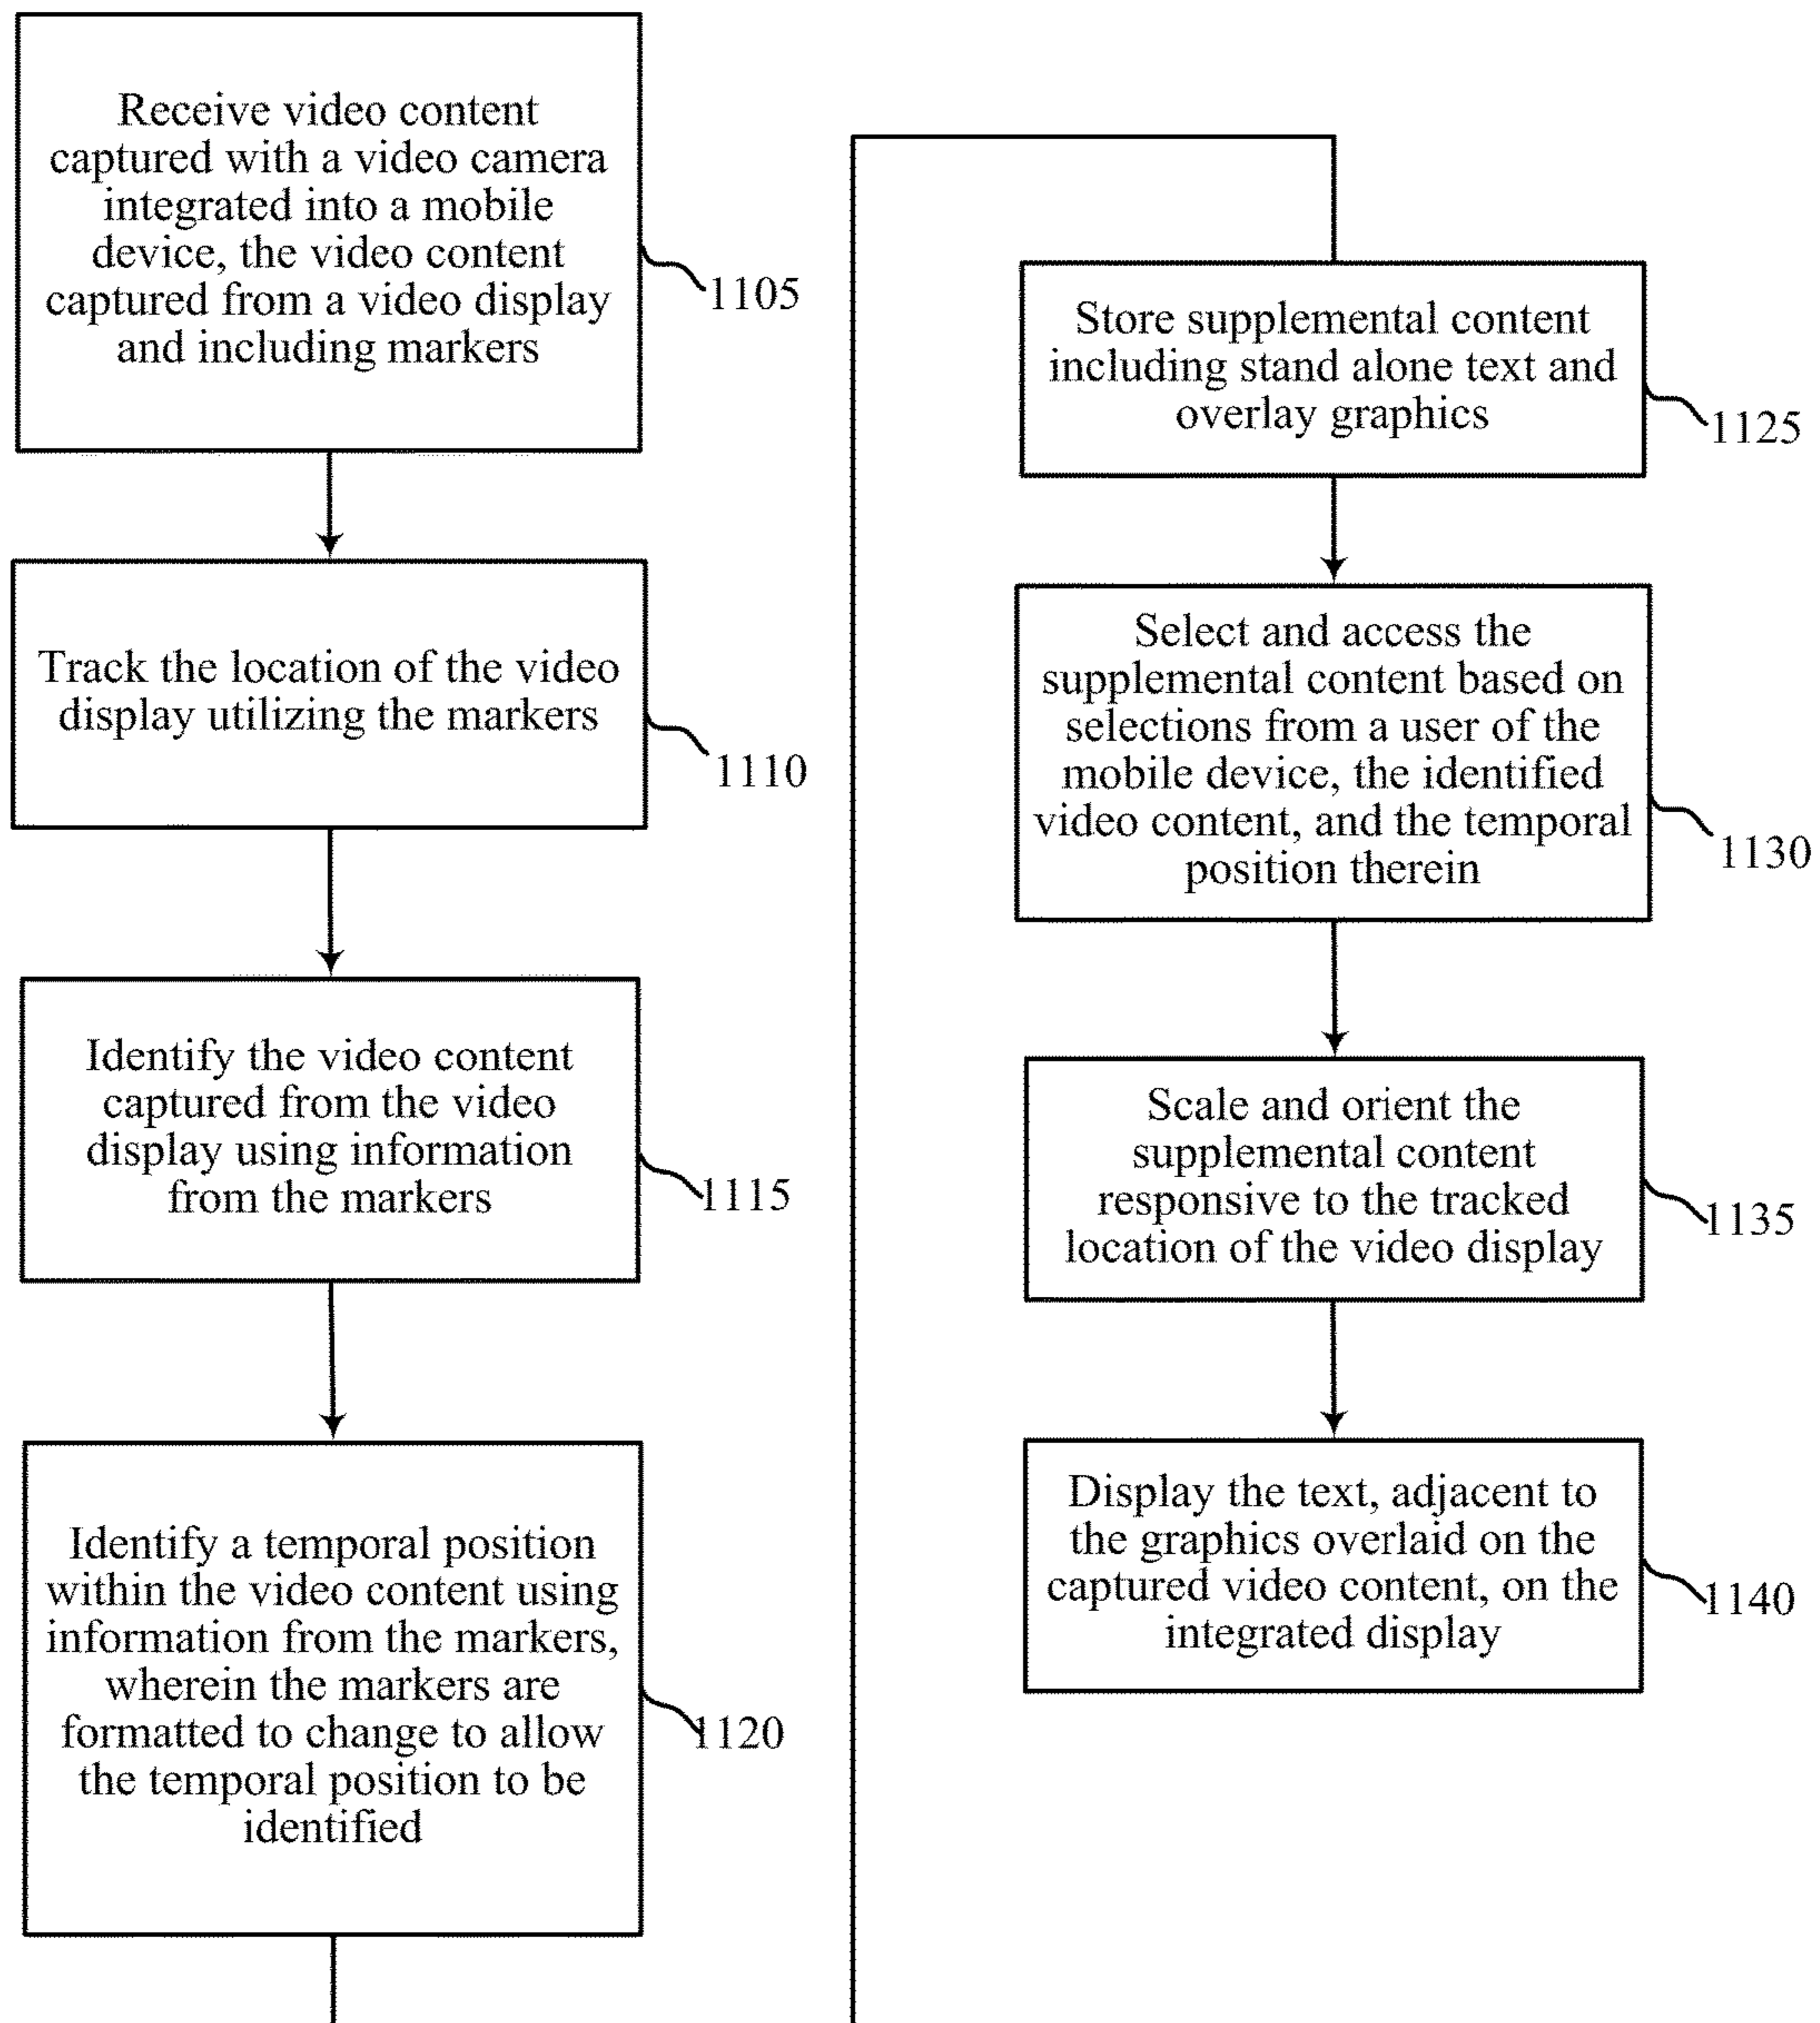 Receive video content
captured with a video camera
integrated into a mobile
device, the video content
captured from a video display
and including markers
1105
Track the location of the video
display utilizing the markers
1110
Identify the video content
captured from the video
display using information
from the markers
1115
Identify a temporal position
within the video content using
information from the markers,
wherein the markers are
formatted to change to allow
the temporal position to be
identified
1120
Store supplemental content
including stand alone text and
overlay graphics
1125
Select and access the
supplemental content based on
selections from a user of the
mobile device, the identified
video content, and the temporal
position therein
1130
Scale and orient the
supplemental content
responsive to the tracked
location of the video display
1135
Display the text, adjacent to
the graphics overlaid on the
captured video content, on the
integrated display
1140